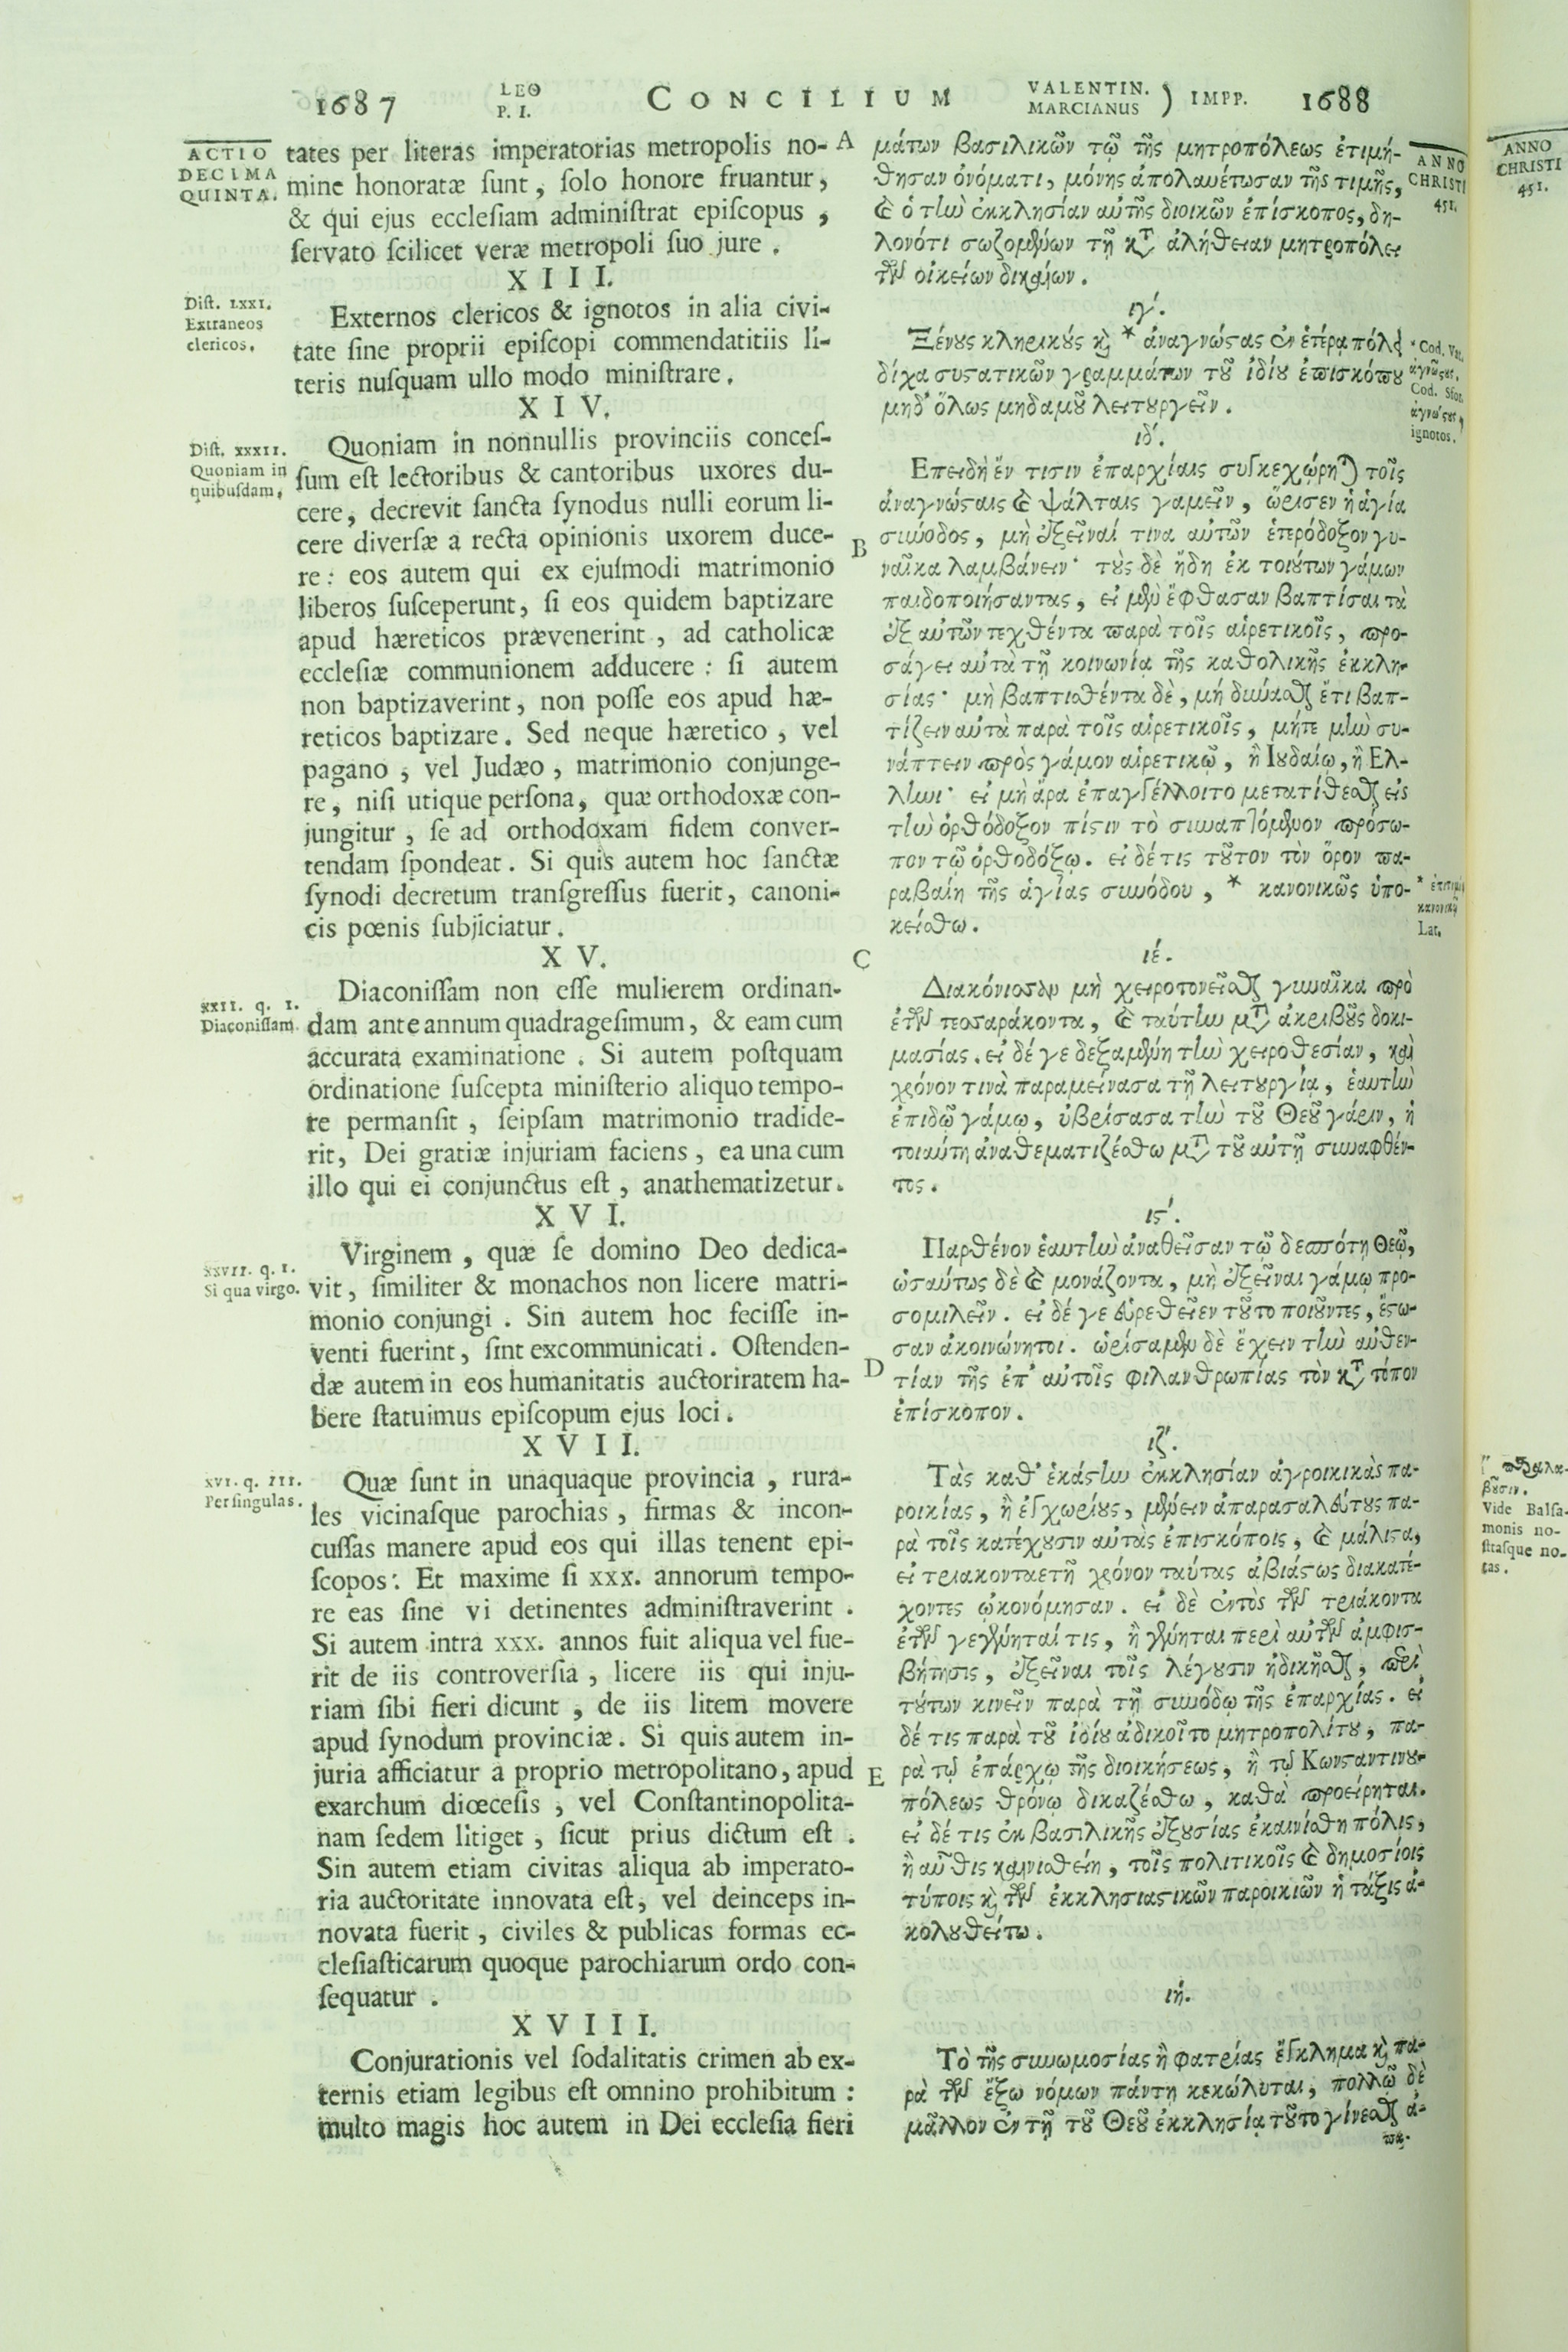 1687 LEO P. I. CONCILIUM VALENTIN. MARCIANUS ) IMPP. 1688
ACTIO
DECIMA
QUINTA.
tates per literas imperatorias metropolis no-
mine honoratæ ſunt, ſolo honore fruantur,
& qui ejus eccleſiam adminiſtrat epiſcopus,
ſervato ſcilicet veræ metropoli ſuo jure.
XIII.
Diſt. LXXI.
Extraneos
clericos.
Externos clericos & ignotos in alia civi-
tate ſine proprii epiſcopi commendatitiis li-
teris nuſquam ullo modo miniſtrare.
XIV.
Diſt. XXXII.
Quoniam in
quibuſdam.
Quoniam in nonnullis provinciis conceſ-
ſum eſt lectoribus & cantoribus uxores du-
cere, decrevit ſancta ſynodus nulli eorum li-
cere diverſæ a recta opinionis uxorem duce-
re: eos autem qui ex ejuſmodi matrimonio
liberos ſuſceperunt, ſi eos quidem baptizare
apud hæreticos prævenerint, ad catholicæ
eccleſiæ communionem adducere: ſi autem
non baptizaverint, non poſſe eos apud hæ-
reticos baptizare. Sed neque hæretico, vel
pagano, vel Judæo, matrimonio conjunge-
re, niſi utique perſona, quæ orthodoxæ con-
jungitur, ſe ad orthodoxam fidem conver-
tendam ſpondeat. Si quis autem hoc ſanctæ
ſynodi decretum tranſgreſſus fuerit, canoni-
cis pœnis ſubjiciatur.
XV.
XXII. q. I.
Diaconiſſam.
Diaconiſſam non eſſe mulierem ordinan-
dam ante annum quadrageſimum, & eam cum
accurata examinatione. Si autem poſtquam
ordinatione ſuſcepta miniſterio aliquo tempo-
re permanſit, ſeipſam matrimonio tradide-
rit, Dei gratiæ injuriam faciens, ea una cum
illo qui ei conjunctus eſt, anathematizetur.
XVI.
XXVII. q. I.
Si qua virgo.
Virginem, quæ ſe domino Deo dedica-
vit, ſimiliter & monachos non licere matri-
monio conjungi. Sin autem hoc feciſſe in-
venti fuerint, ſint excommunicati. Oſtenden-
dæ autem in eos humanitatis auctoriratem ha-
bere ſtatuimus epiſcopum ejus loci.
XVII.
XVI. q. III.
Per ſingulas.
Quæ ſunt in unaquaque provincia, rura-
les vicinaſque parochias, firmas & incon-
cuſſas manere apud eos qui illas tenent epi-
ſcopos: Et maxime ſi XXX. annorum tempo-
re eas ſine vi detinentes adminiſtraverint.
Si autem intra XXX. annos fuit aliqua vel fue-
rit de iis controverſia, licere iis qui inju-
riam ſibi fieri dicunt, de iis litem movere
apud ſynodum provinciæ. Si quis autem in-
juria afficiatur a proprio metropolitano, apud
exarchum diœceſis, vel Conſtantinopolita-
nam ſedem litiget, ſicut prius dictum eſt.
Sin autem etiam civitas aliqua ab imperato-
ria auctoritate innovata eſt, vel deinceps in-
novata fuerit, civiles & publicas formas ec-
cleſiaſticarum quoque parochiarum ordo con-
ſequatur.
XVIII.
Conjurationis vel ſodalitatis crimen ab ex-
ternis etiam legibus eſt omnino prohibitum:
multo magis hoc autem in Dei eccleſia fieri
A
B
C
D
E
μάτων βασιλικῶν τῷ τῆς μητροπόλεως ἐτιμή-
θησαν ὀνόματι, μόνης ἀπολαυέτωσαν τῆς τιμῆς,
καὶ ὁ τὴν ἐκκλησίαν αὐτῆς διοικῶν ἐπίσκοπος, δη-
λονότι σωζομένων τῇ κατ' ἀλήθειαν μητροπόλει
τῶν οἰκείων δικαίων.
ιγ΄.
Ξένους κληρικοὺς καὶ * ἀναγνώστας ἐν ἑτέρᾳ πόλει
δίχα συστατικῶν γραμμάτων τοῦ ἰδίου ἐπισκόπου
μηδ' ὅλως μηδαμοῦ λειτουργεῖν.
ιδ΄.
Επειδὴ ἔν τισιν ἐπαρχίαις συγκεχώρηται τοῖς
ἀναγνώσταις καὶ ψάλταις γαμεῖν, ὥρισεν ἡ ἁγία
σύνοδος, μὴ ἐξεῖναί τινα αὐτῶν ἑτερόδοξον γυ-
ναῖκα λαμβάνειν· τοὺς δὲ ἤδη ἐκ τοιούτων γάμων
παιδοποιήσαντας, εἰ μὲν ἔφθασαν βαπτίσαι τὰ
ἐξ αὐτῶν τεχθέντα παρὰ τοῖς αἱρετικοῖς, προ-
σάγει αὐτὰ τῇ κοινωνίᾳ τῆς καθολικῆς ἐκκλη-
σίας· μὴ βαπτισθέντα δὲ, μή δύνασθαι ἔτι βαπ-
τίζειν αὐτὰ παρὰ τοῖς αἱρετικοῖς, μήτε μὴν συ-
νάπτειν πρὸς γάμον αἱρετικῷ, ἢ Ιουδαίῳ, ἢ Ελ-
ληνι· εἰ μὴ ἄρα ἐπαγγέλλοιτο μετατίθεσθαι εἰς
τὴν ὀρθόδοξον πίστιν τὸ συναπτόμενον πρόσω-
πον τῷ ὀρθοδόξῳ. εἰ δέ τις τοῦτον τὸν ὅρον πα-
ραβαίη τῆς ἁγίας συνόδου, * κανονικῶς ὑπο-
κείσθω.
ιέ.
Διακόνισσαν μὴ χειροτονεῖσθαι γυναῖκα πρὸ
ἐτῶν τεσσαράκοντα, καὶ ταύτην μετ' ἀκριβοῦς δοκι-
μασίας. εἰ δέ γε δεξαμένη τὴν χειροθεσίαν, καὶ
χρόνον τινὰ παραμείνασα τῇ λειτουργίᾳ, ἑαυτὴν
ἐπιδῷ γάμῳ, ὑβρίσασα τὴν τοῦ Θεοῦ χάριν, ἡ
τοιαύτη ἀναθεματιζέσθω μετὰ τοῦ αὐτῇ συναφθέν-
τος.
ις΄.
Παρθένον ἑαυτὴν ἀναθεῖσαν τῷ δεσπότῃ Θεῷ,
ὡσαύτως δὲ καὶ μονάζοντα, μὴ ἐξεῖναι γάμῳ προ-
σομιλεῖν. εἰ δέ γε εὑρεθεῖεν τοῦτο ποιοῦντες, ἔστω-
σαν ἀκοινώνητοι. ὡρίσαμεν δὲ ἔχειν τὴν αὐθεν-
τίαν τῆς ἐπ' αὐτοῖς φιλανθρωπίας τὸν κατὰ τόπον
ἐπίσκοπον.
ιζ΄.
Τὰς καθ' ἑκάστην ἐκκλησίαν ἀγροικικὰς πα-
ροικίας, ἢ ἐγχωρίους, μένειν ἀπαρασαλεύτους πα-
ρὰ τοῖς κατέχουσιν αὐτὰς ἐπισκόποις, καὶ μάλιστα,
εἰ τριακονταετῆ χρόνον ταύτας ἀβιάστως διακατέ-
χοντες ᾠκονόμησαν. εἰ δὲ ἐντὸς τῶν τριάκοντα
ἐτῶν γεγένηταί τις, ἢ γένηται περὶ αὐτῶν ἀμφισ-
βήτησις, ἐξεῖναι τοῖς λέγουσιν ἠδικῆσθαι, περὶ
τούτων κινεῖν παρὰ τῇ συνόδῳ τῆς ἐπαρχίας. εἰ
δέ τις παρὰ τοῦ ἰδίου ἀδικοῖτο μητροπολίτου, πα-
ρὰ τῷ ἐπάρχῳ τῆς διοικήσεως, ἢ τῷ Κωνσταντινου-
πόλεως θρόνῳ δικαζέσθω, καθὰ προείρηται.
εἰ δέ τις ἐκ βασιλικῆς ἐξουσίας ἐκαινίσθη πόλις,
ἢ αὖθις καινισθείη, τοῖς πολιτικοῖς καὶ δημοσίοις
τύποις καὶ τῶν ἐκκλησιαστικῶν παροικιῶν ἡ τάξις ἀ-
κολουθείτω.
ιή.
Τὸ τῆς συνωμοσίας ἢ φατρίας ἔγκλημα καὶ πα-
ρὰ τῶν ἔξω νόμων πάντη κεκώλυται, πολλῷ δὲ
μᾶλλον ἐν τῇ τοῦ Θεοῦ ἐκκλησίᾳ τοῦτο γίνεσθαι ἀ-
πα-
ANNO
CHRISTI
451.
* Cod. Vat.
Cod. Sfor.
ignotos.
Lat.
ANNO
CHRISTI
451.
Vide Balſa-
monis no-
ſtraſque no-
tas.